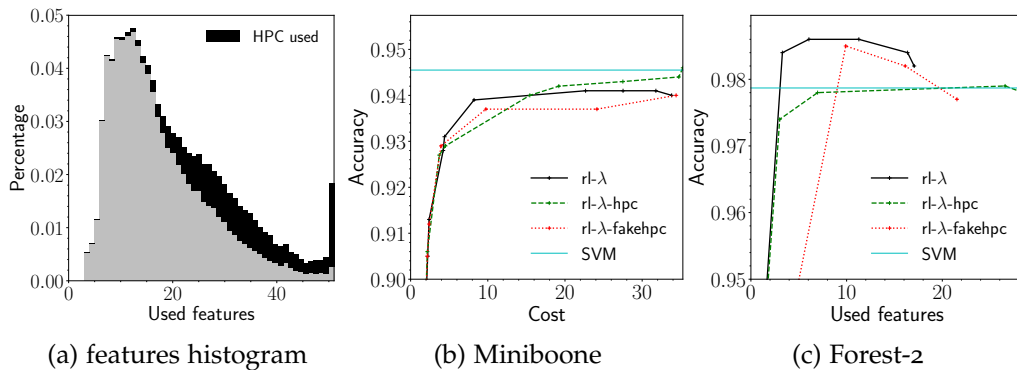 0.05
0.04
0.03
0.02
0.01
0.00
Percentage
HPC used
0
20
40
Used features
(a) features histogram
0.95
0.94
0.93
0.92
0.91
0.90
Accuracy
rl-λ
rl-λ-hpc
rl-λ-fakehpc
SVM
0
10
20
30
Cost
(b) Miniboone
0.98
0.97
0.96
0.95
Accuracy
rl-λ
rl-λ-hpc
rl-λ-fakehpc
SVM
0
10
20
Used features
(c) Forest-2